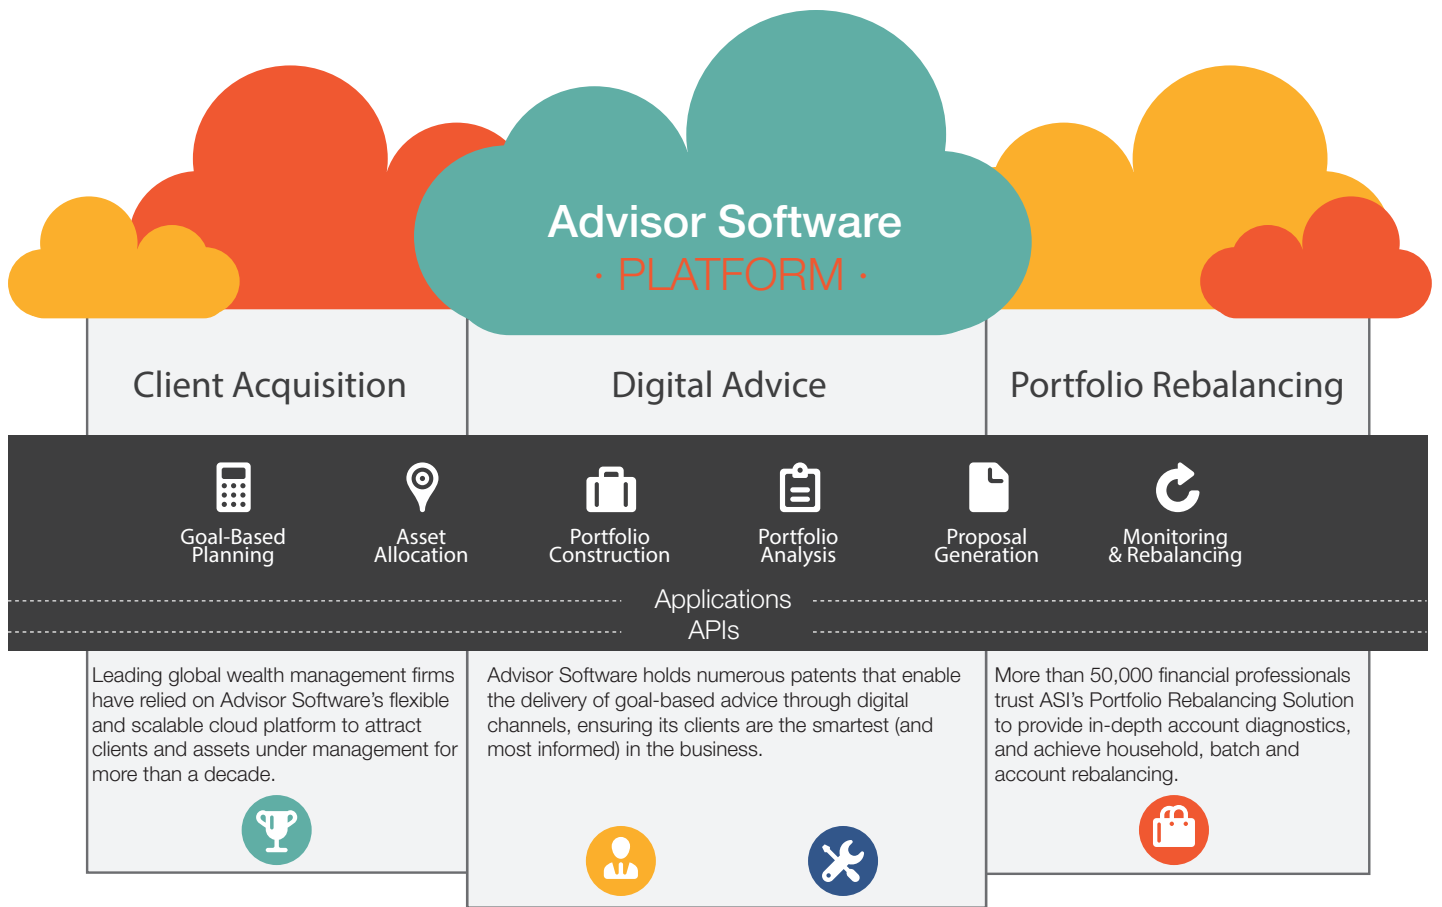 Advisor Software
· PLATFORM ·
Client Acquisition
Digital Advice
Portfolio Rebalancing
Goal-Based
Planning
Asset
Allocation
Portfolio
Construction
Portfolio
Analysis
Proposal
Generation
Monitoring
& Rebalancing
Applications
APIs
Leading global wealth management firms
have relied on Advisor Software’s flexible
and scalable cloud platform to attract
clients and assets under management for
more than a decade.
Advisor Software holds numerous patents that enable
the delivery of goal-based advice through digital
channels, ensuring its clients are the smartest (and
most informed) in the business.
More than 50,000 financial professionals
trust ASI’s Portfolio Rebalancing Solution
to provide in-depth account diagnostics,
and achieve household, batch and
account rebalancing.